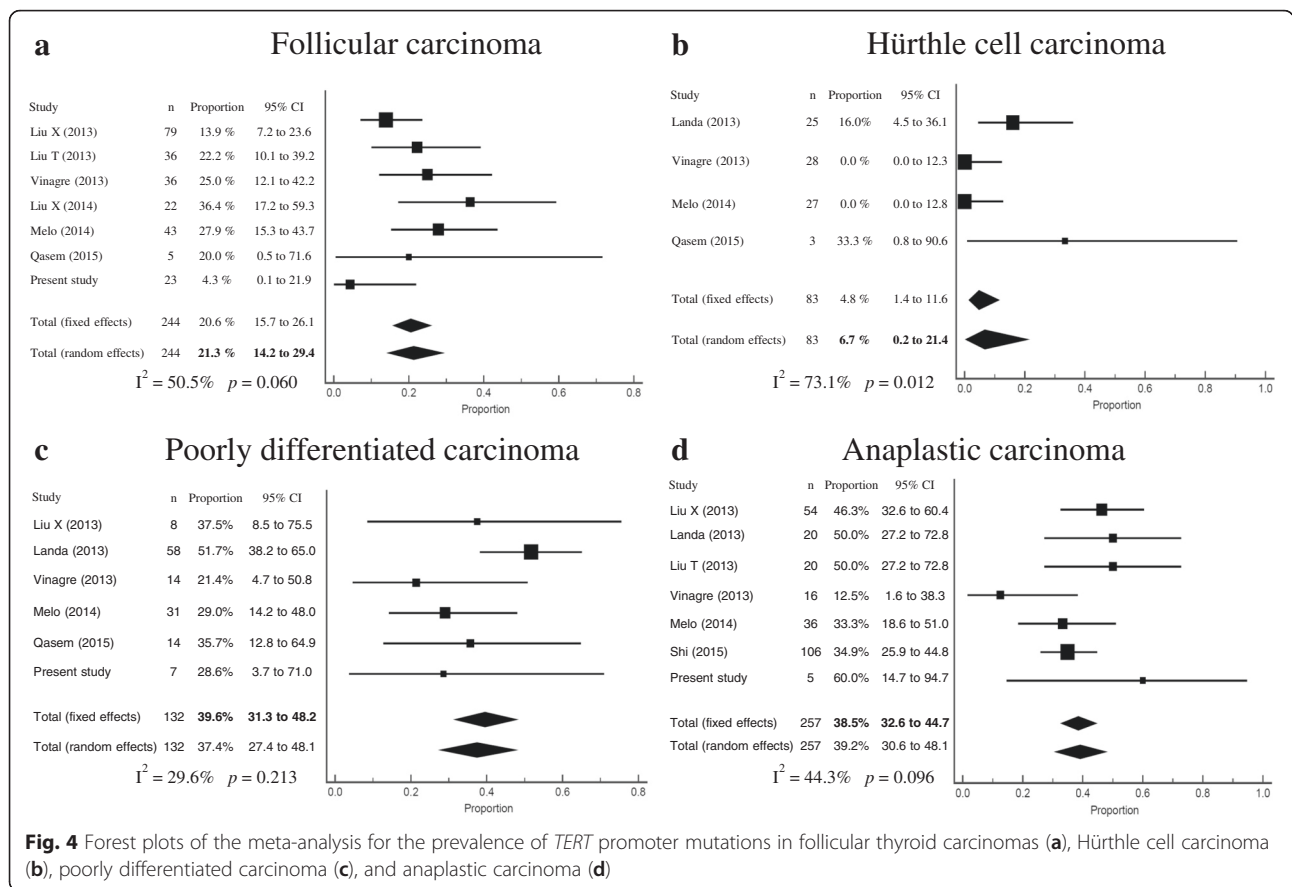 a Follicular carcinoma
Study n Proportion 95% CI
Liu X (2013) 79 13.9 % 7.2 to 23.6
Liu T (2013) 36 22.2 % 10.1 to 39.2
Vinagre (2013) 36 25.0 % 12.1 to 42.2
Liu X (2014) 22 36.4 % 17.2 to 59.3
Melo (2014) 43 27.9 % 15.3 to 43.7
Qasem (2015) 5 20.0 % 0.5 to 71.6
Present study 23 4.3 % 0.1 to 21.9
Total (fixed effects) 244 20.6 % 15.7 to 26.1
Total (random effects) 244 21.3 % 14.2 to 29.4
I² = 50.5% p = 0.060
0.0 0.2 0.4 0.6 0.8
Proportion
b Hürthle cell carcinoma
Study n Proportion 95% CI
Landa (2013) 25 16.0% 4.5 to 36.1
Vinagre (2013) 28 0.0 % 0.0 to 12.3
Melo (2014) 27 0.0 % 0.0 to 12.8
Qasem (2015) 3 33.3 % 0.8 to 90.6
Total (fixed effects) 83 4.8 % 1.4 to 11.6
Total (random effects) 83 6.7 % 0.2 to 21.4
I² = 73.1% p = 0.012
0.0 0.2 0.4 0.6 0.8 1.0
Proportion
c Poorly differentiated carcinoma
Study n Proportion 95% CI
Liu X (2013) 8 37.5% 8.5 to 75.5
Landa (2013) 58 51.7% 38.2 to 65.0
Vinagre (2013) 14 21.4% 4.7 to 50.8
Melo (2014) 31 29.0% 14.2 to 48.0
Qasem (2015) 14 35.7% 12.8 to 64.9
Present study 7 28.6% 3.7 to 71.0
Total (fixed effects) 132 39.6% 31.3 to 48.2
Total (random effects) 132 37.4% 27.4 to 48.1
I² = 29.6% p = 0.213
0.0 0.2 0.4 0.6 0.8
Proportion
d Anaplastic carcinoma
Study n Proportion 95% CI
Liu X (2013) 54 46.3% 32.6 to 60.4
Landa (2013) 20 50.0% 27.2 to 72.8
Liu T (2013) 20 50.0% 27.2 to 72.8
Vinagre (2013) 16 12.5% 1.6 to 38.3
Melo (2014) 36 33.3% 18.6 to 51.0
Shi (2015) 106 34.9% 25.9 to 44.8
Present study 5 60.0% 14.7 to 94.7
Total (fixed effects) 257 38.5% 32.6 to 44.7
Total (random effects) 257 39.2% 30.6 to 48.1
I² = 44.3% p = 0.096
0.0 0.2 0.4 0.6 0.8 1.0
Proportion
Fig. 4 Forest plots of the meta-analysis for the prevalence of TERT promoter mutations in follicular thyroid carcinomas (a), Hürthle cell carcinoma
(b), poorly differentiated carcinoma (c), and anaplastic carcinoma (d)